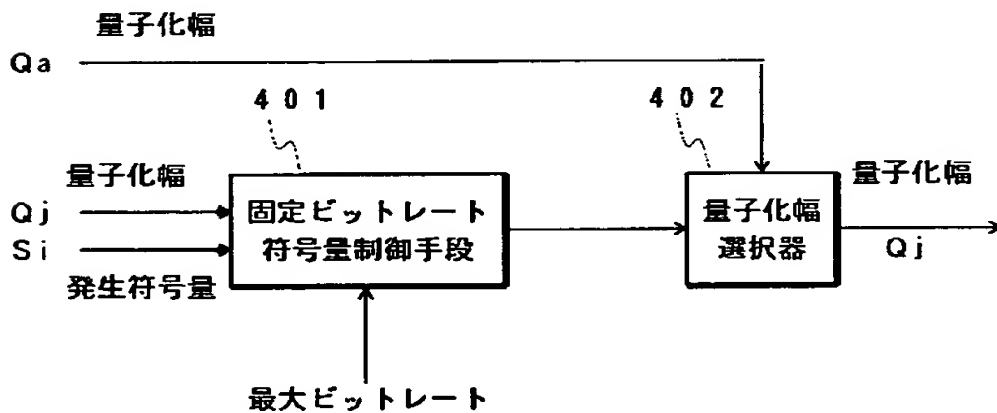 量子化幅
Qa
401
402
量子化幅
Qj
Si
発生符号量
固定ビットレート
符号量制御手段
量子化幅
選択器
量子化幅
Qj
最大ビットレート